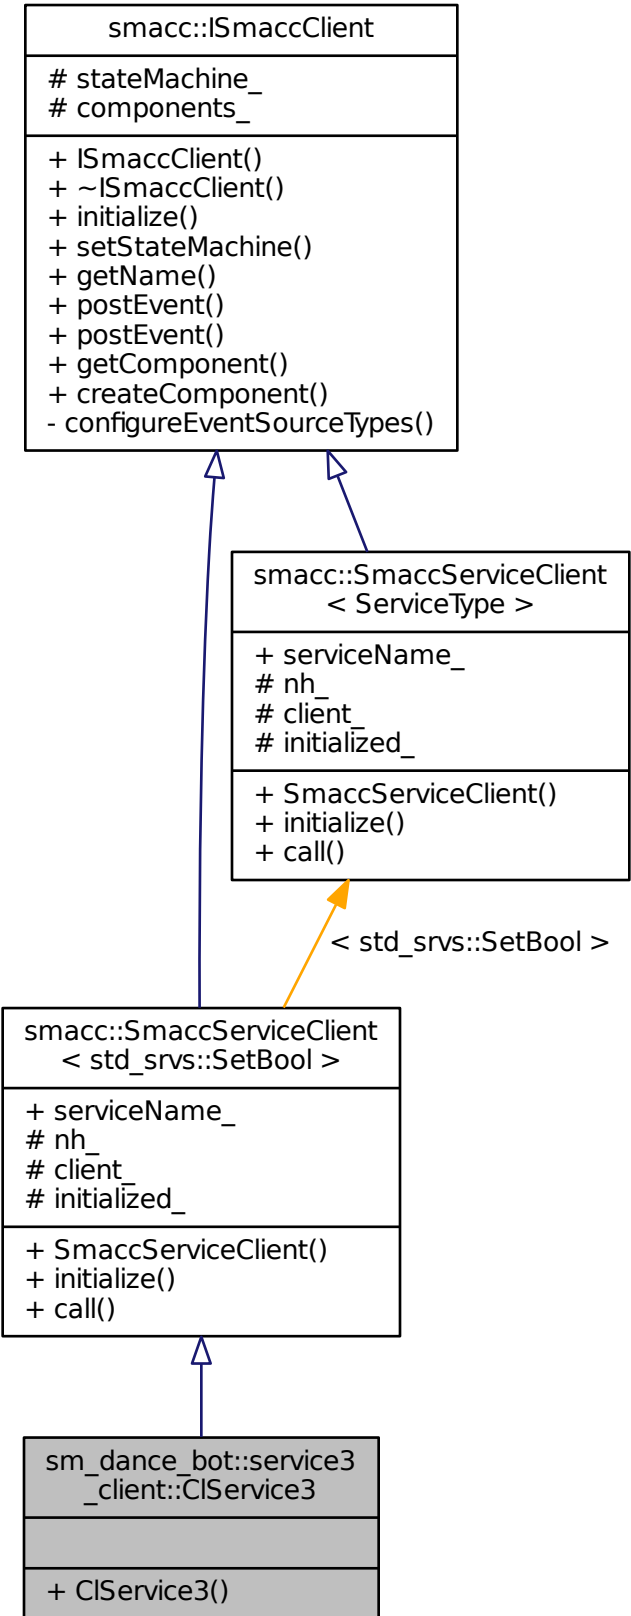 smacc::ISmaccClient
# stateMachine_
# components_
+ ISmaccClient()
+ ~ISmaccClient()
+ initialize()
+ setStateMachine()
+ getName()
+ postEvent()
+ postEvent()
+ getComponent()
+ createComponent()
- configureEventSourceTypes()
smacc::SmaccServiceClient
< ServiceType >
+ serviceName_
# nh_
# client_
# initialized_
+ SmaccServiceClient()
+ initialize()
+ call()
< std_srvs::SetBool >
smacc::SmaccServiceClient
< std_srvs::SetBool >
+ serviceName_
# nh_
# client_
# initialized_
+ SmaccServiceClient()
+ initialize()
+ call()
sm_dance_bot::service3
_client::ClService3
+ ClService3()